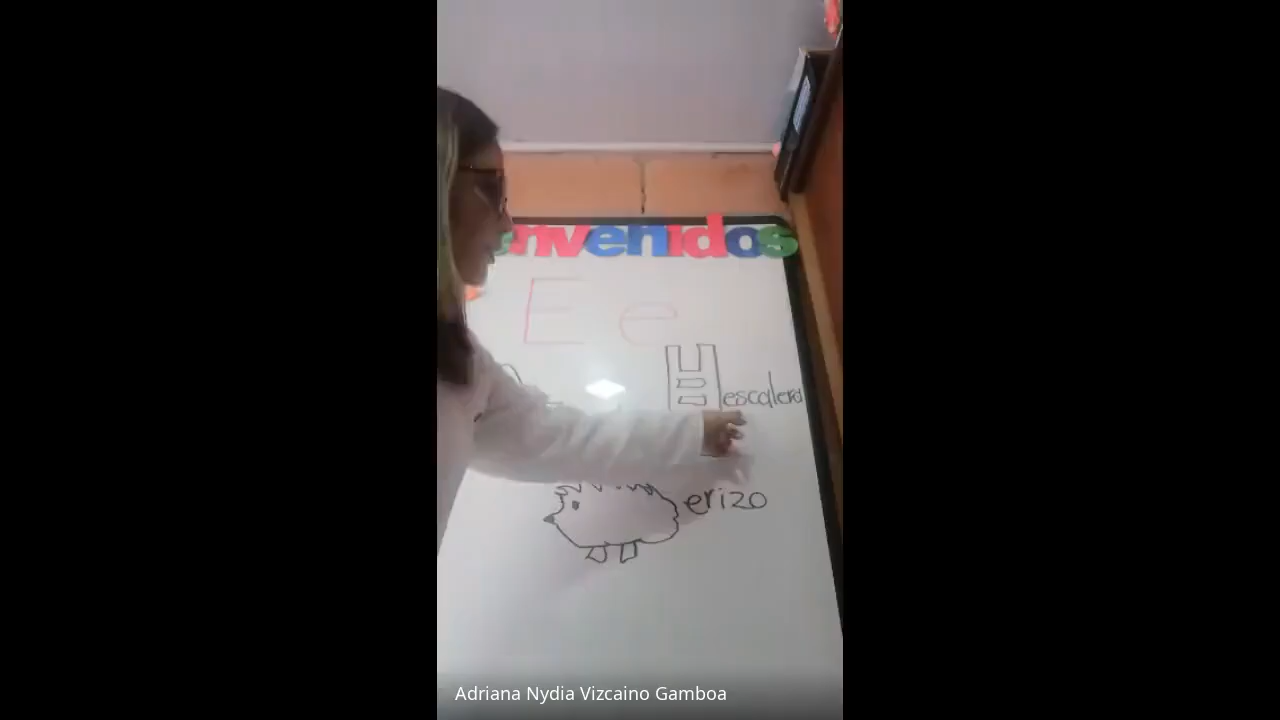 nvenidos
E e
escalera
erizo
Adriana Nydia Vizcaino Gamboa